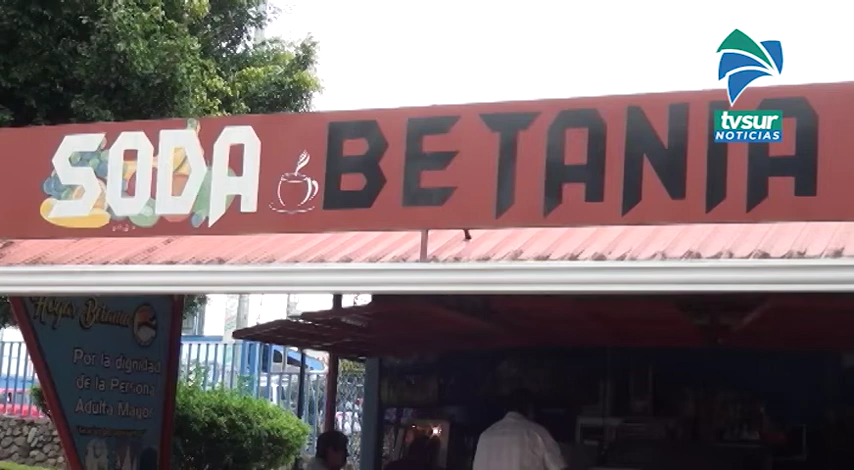 SODA BETANIA
tvsur
NOTICIAS
Hogar Betania
Por la dignidad
de la Persona
Adulta Mayor